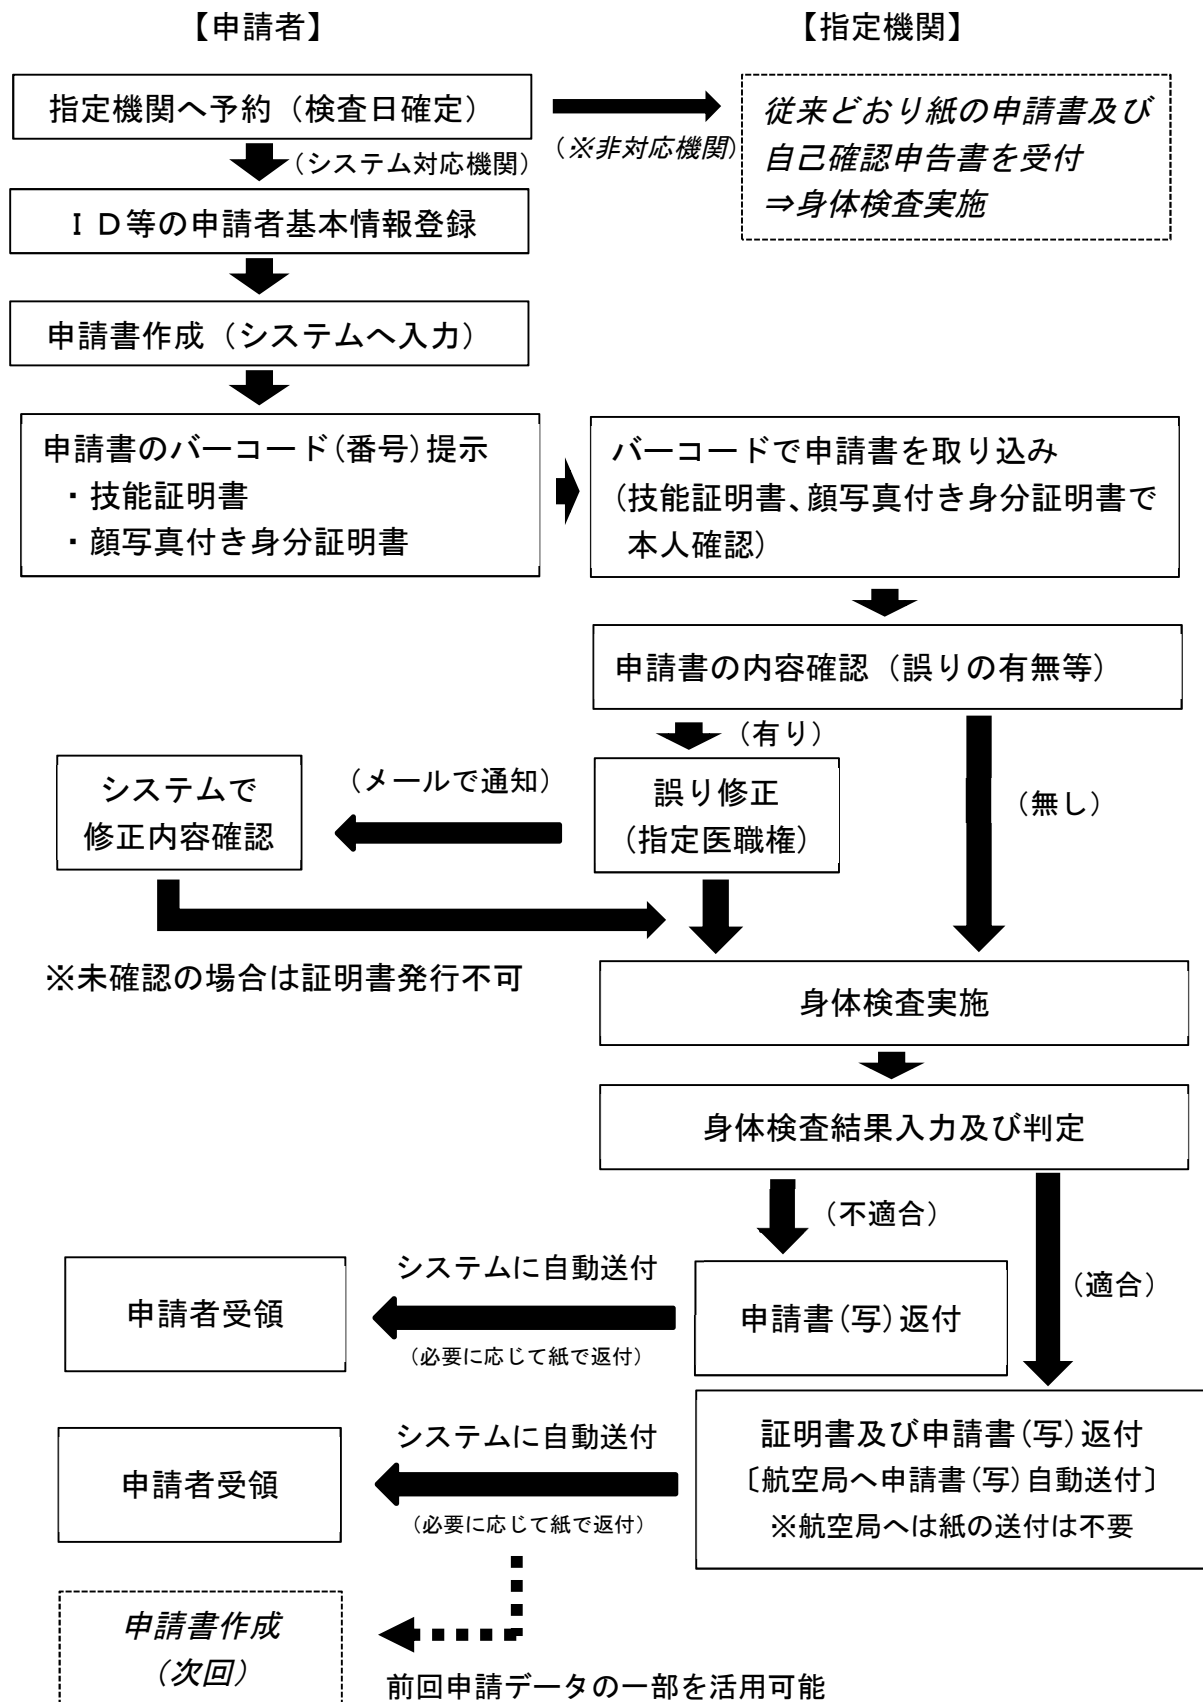 【申請者】
【指定機関】
指定機関へ予約（検査日確定）
（※非対応機関）
従来どおり紙の申請書及び
自己確認申告書を受付
⇒身体検査実施
（システム対応機関）
ＩＤ等の申請者基本情報登録
申請書作成（システムへ入力）
申請書のバーコード(番号)提示
・技能証明書
・顔写真付き身分証明書
バーコードで申請書を取り込み
(技能証明書、顔写真付き身分証明書で
本人確認)
申請書の内容確認（誤りの有無等）
（有り）
（無し）
誤り修正
(指定医職権)
（メールで通知）
システムで
修正内容確認
※未確認の場合は証明書発行不可
身体検査実施
身体検査結果入力及び判定
（不適合）
（適合）
申請書(写)返付
システムに自動送付
（必要に応じて紙で返付）
申請者受領
証明書及び申請書(写)返付
〔航空局へ申請書(写)自動送付〕
※航空局へは紙の送付は不要
システムに自動送付
（必要に応じて紙で返付）
申請者受領
申請書作成
（次回）
前回申請データの一部を活用可能